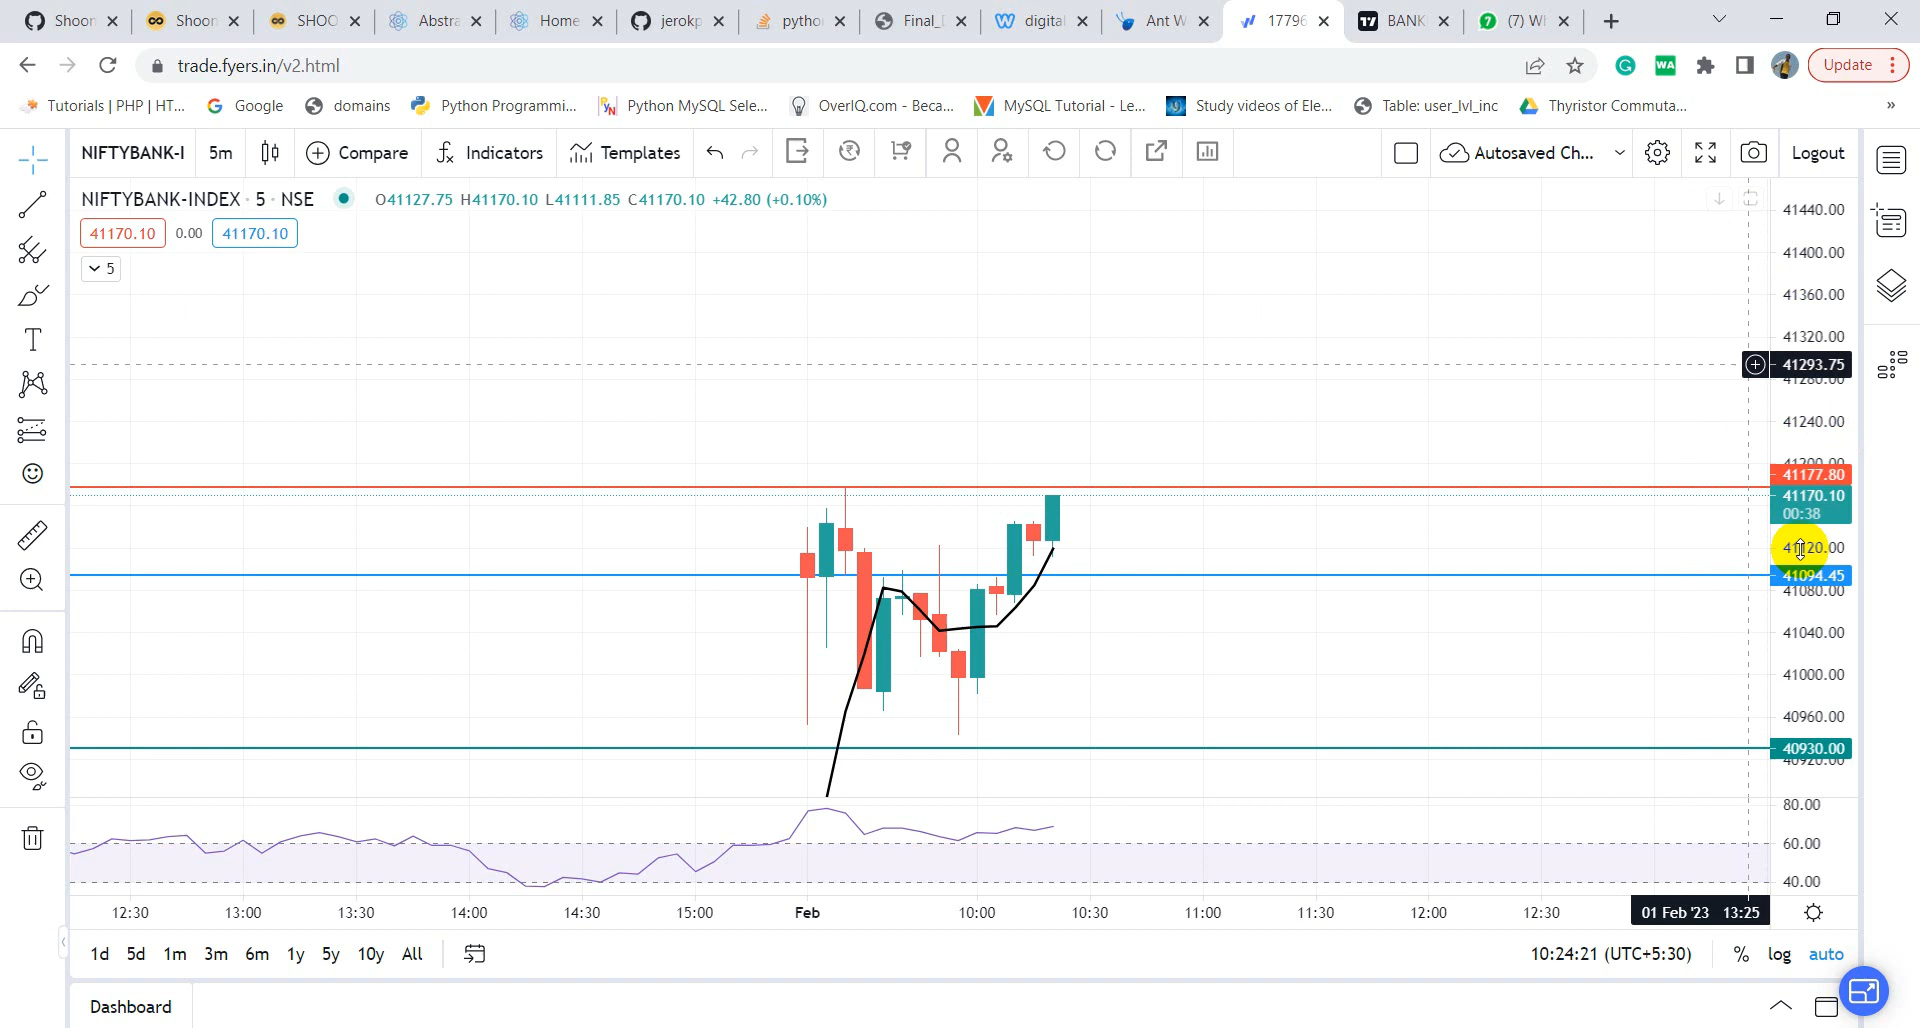 Shoon
Shoon
SHOO
Abstra
Home
jerokp
pytho
Final_
digital
Ant W
17796
BANK
(7) W
trade.fyers.in/v2.html
Update
Tutorials | PHP | HT...
Google
domains
Python Programmi...
Python MySQL Sele...
OverIQ.com - Beca...
MySQL Tutorial - Le...
Study videos of Ele...
Table: user_lvl_inc
Thyristor Commuta...
»
NIFTYBANK-I
5m
Compare
Indicators
Templates
Autosaved Ch...
Logout
NIFTYBANK-INDEX · 5 · NSE
O41127.75 H41170.10 L41111.85 C41170.10 +42.80 (+0.10%)
41170.10
0.00
41170.10
5
41440.00
41400.00
41360.00
41320.00
41293.75
41280.00
41240.00
41200.00
41177.80
41170.10
00:38
41120.00
41094.45
41080.00
41040.00
41000.00
40960.00
40930.00
40920.00
80.00
60.00
40.00
12:30
13:00
13:30
14:00
14:30
15:00
Feb
10:00
10:30
11:00
11:30
12:00
12:30
01 Feb '23 13:25
1d
5d
1m
3m
6m
1y
5y
10y
All
10:24:21 (UTC+5:30)
%
log
auto
Dashboard